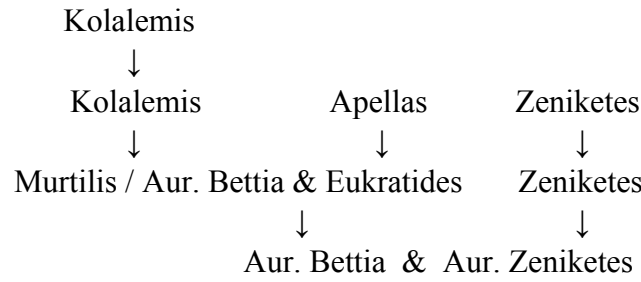 Kolalemis
↓
Kolalemis Apellas Zeniketes
↓ ↓ ↓
Murtilis / Aur. Bettia & Eukratides Zeniketes
↓ ↓
Aur. Bettia & Aur. Zeniketes